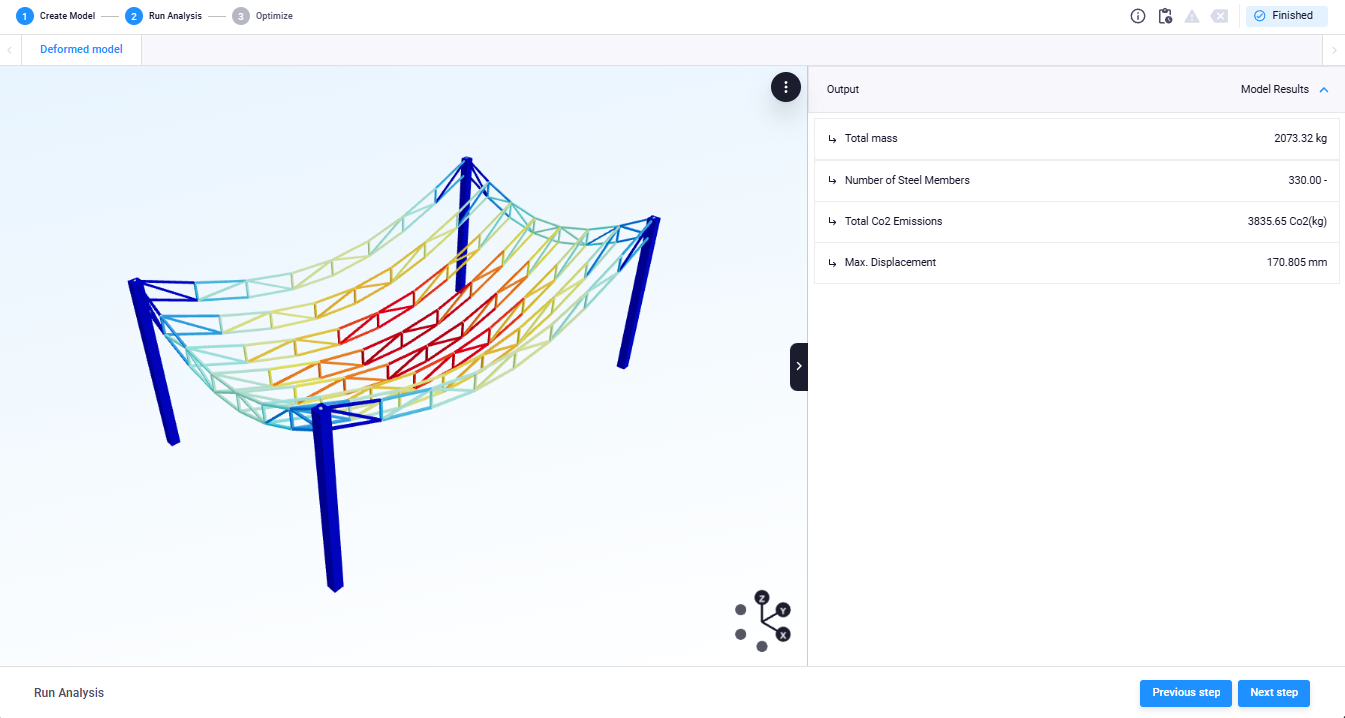 1 Create Model 2 Run Analysis 3 Optimize Finished
Deformed model
Output Model Results
Total mass 2073.32 kg
Number of Steel Members 330.00 -
Total Co2 Emissions 3835.65 Co2(kg)
Max. Displacement 170.805 mm
Z
Y
X
Run Analysis Previous step Next step